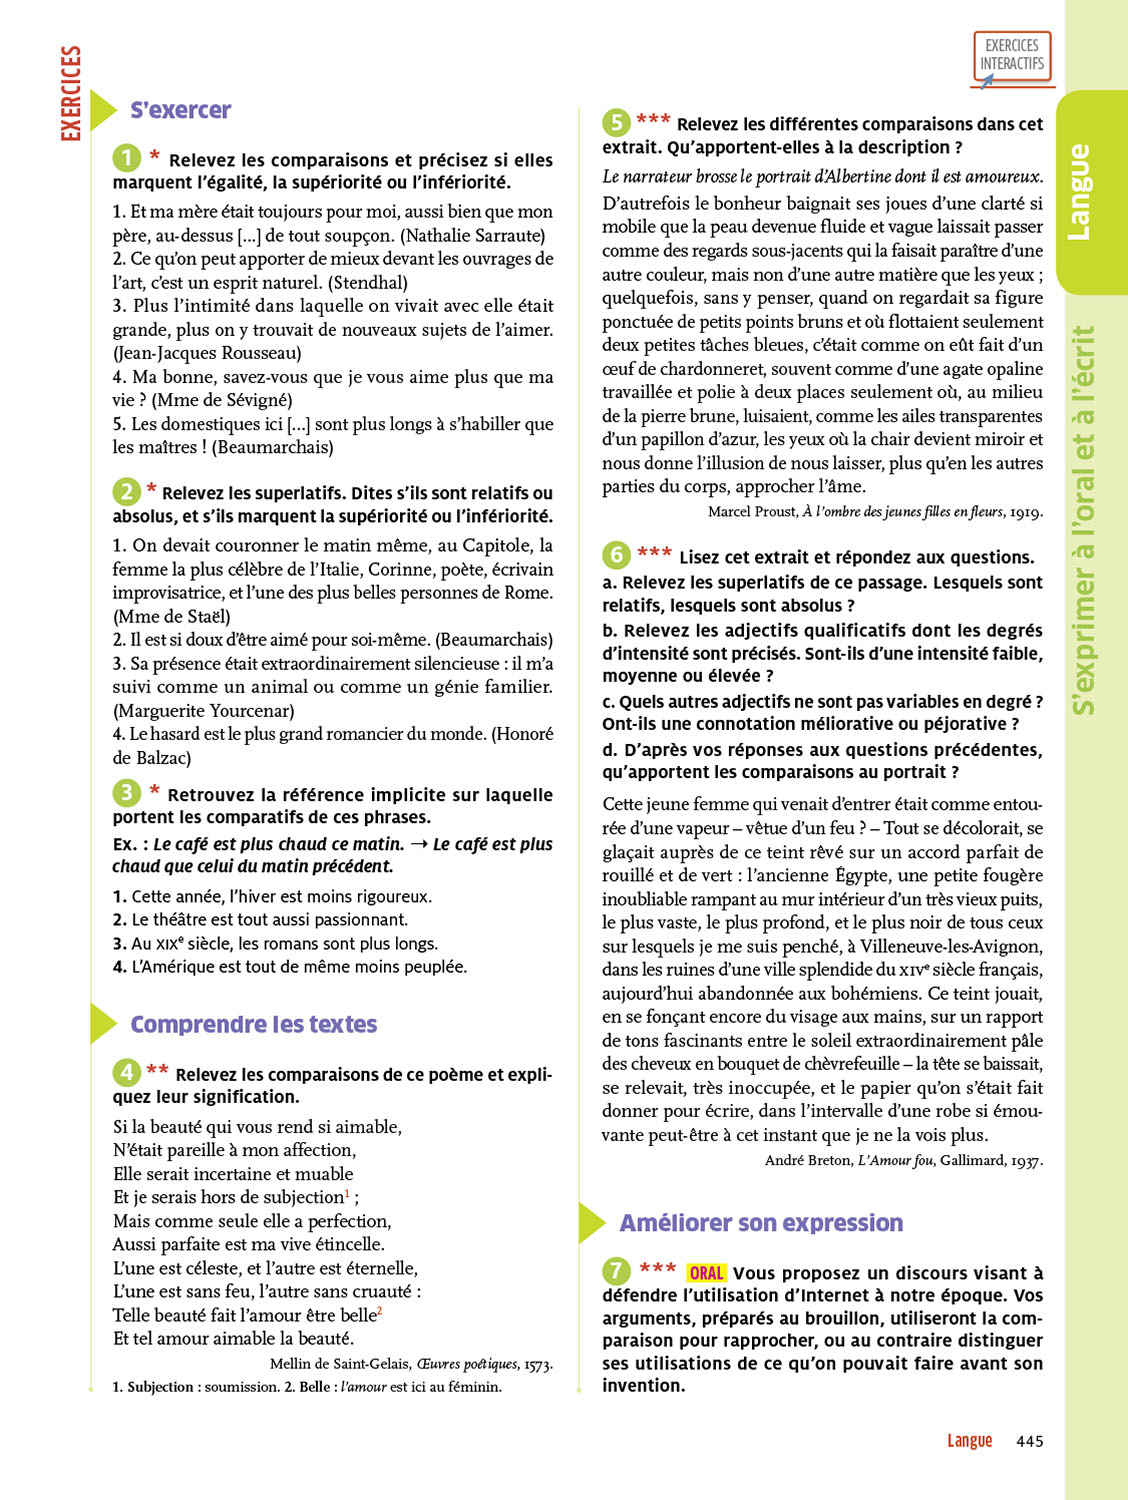 EXERCICES
EXERCICES
INTERACTIFS
S'exercer
1 * Relevez les comparaisons et précisez si elles
marquent l'égalité, la supériorité ou l'infériorité.
1. Et ma mère était toujours pour moi, aussi bien que mon
père, au-dessus [...] de tout soupçon. (Nathalie Sarraute)
2. Ce qu'on peut apporter de mieux devant les ouvrages de
l'art, c'est un esprit naturel. (Stendhal)
3. Plus l'intimité dans laquelle on vivait avec elle était
grande, plus on y trouvait de nouveaux sujets de l'aimer.
(Jean-Jacques Rousseau)
4. Ma bonne, savez-vous que je vous aime plus que ma
vie ? (Mme de Sévigné)
5. Les domestiques ici [...] sont plus longs à s'habiller que
les maîtres ! (Beaumarchais)
2 * Relevez les superlatifs. Dites s'ils sont relatifs ou
absolus, et s'ils marquent la supériorité ou l'infériorité.
1. On devait couronner le matin même, au Capitole, la
femme la plus célèbre de l'Italie, Corinne, poète, écrivain
improvisatrice, et l'une des plus belles personnes de Rome.
(Mme de Staël)
2. Il est si doux d'être aimé pour soi-même. (Beaumarchais)
3. Sa présence était extraordinairement silencieuse : il m'a
suivi comme un animal ou comme un génie familier.
(Marguerite Yourcenar)
4. Le hasard est le plus grand romancier du monde. (Honoré
de Balzac)
3 * Retrouvez la référence implicite sur laquelle
portent les comparatifs de ces phrases.
Ex. : Le café est plus chaud ce matin. → Le café est plus
chaud que celui du matin précédent.
1. Cette année, l'hiver est moins rigoureux.
2. Le théâtre est tout aussi passionnant.
3. Au XIXe siècle, les romans sont plus longs.
4. L'Amérique est tout de même moins peuplée.
Comprendre les textes
4 ** Relevez les comparaisons de ce poème et expli-
quez leur signification.
Si la beauté qui vous rend si aimable,
N'était pareille à mon affection,
Elle serait incertaine et muable
Et je serais hors de subjection1 ;
Mais comme seule elle a perfection,
Aussi parfaite est ma vive étincelle.
L'une est céleste, et l'autre est éternelle,
L'une est sans feu, l'autre sans cruauté :
Telle beauté fait l'amour être belle2
Et tel amour aimable la beauté.
Mellin de Saint-Gelais, Œuvres poétiques, 1573.
1. Subjection : soumission. 2. Belle : l'amour est ici au féminin.
5 *** Relevez les différentes comparaisons dans cet
extrait. Qu'apportent-elles à la description ?
Le narrateur brosse le portrait d'Albertine dont il est amoureux.
D'autrefois le bonheur baignait ses joues d'une clarté si
mobile que la peau devenue fluide et vague laissait passer
comme des regards sous-jacents qui la faisait paraître d'une
autre couleur, mais non d'une autre matière que les yeux ;
quelquefois, sans y penser, quand on regardait sa figure
ponctuée de petits points bruns et où flottaient seulement
deux petites tâches bleues, c'était comme on eût fait d'un
œuf de chardonneret, souvent comme d'une agate opaline
travaillée et polie à deux places seulement où, au milieu
de la pierre brune, luisaient, comme les ailes transparentes
d'un papillon d'azur, les yeux où la chair devient miroir et
nous donne l'illusion de nous laisser, plus qu'en les autres
parties du corps, approcher l'âme.
Marcel Proust, À l'ombre des jeunes filles en fleurs, 1919.
6 *** Lisez cet extrait et répondez aux questions.
a. Relevez les superlatifs de ce passage. Lesquels sont
relatifs, lesquels sont absolus ?
b. Relevez les adjectifs qualificatifs dont les degrés
d'intensité sont précisés. Sont-ils d'une intensité faible,
moyenne ou élevée ?
c. Quels autres adjectifs ne sont pas variables en degré ?
Ont-ils une connotation méliorative ou péjorative ?
d. D'après vos réponses aux questions précédentes,
qu'apportent les comparaisons au portrait ?
Cette jeune femme qui venait d'entrer était comme entou-
rée d'une vapeur – vêtue d'un feu ? – Tout se décolorait, se
glaçait auprès de ce teint rêvé sur un accord parfait de
rouillé et de vert : l'ancienne Égypte, une petite fougère
inoubliable rampant au mur intérieur d'un très vieux puits,
le plus vaste, le plus profond, et le plus noir de tous ceux
sur lesquels je me suis penché, à Villeneuve-les-Avignon,
dans les ruines d'une ville splendide du XIVe siècle français,
aujourd'hui abandonnée aux bohémiens. Ce teint jouait,
en se fonçant encore du visage aux mains, sur un rapport
de tons fascinants entre le soleil extraordinairement pâle
des cheveux en bouquet de chèvrefeuille – la tête se baissait,
se relevait, très inoccupée, et le papier qu'on s'était fait
donner pour écrire, dans l'intervalle d'une robe si émou-
vante peut-être à cet instant que je ne la vois plus.
André Breton, L'Amour fou, Gallimard, 1937.
Améliorer son expression
7 *** ORAL Vous proposez un discours visant à
défendre l'utilisation d'Internet à notre époque. Vos
arguments, préparés au brouillon, utiliseront la com-
paraison pour rapprocher, ou au contraire distinguer
ses utilisations de ce qu'on pouvait faire avant son
invention.
Langue
S'exprimer à l'oral et à l'écrit
Langue 445